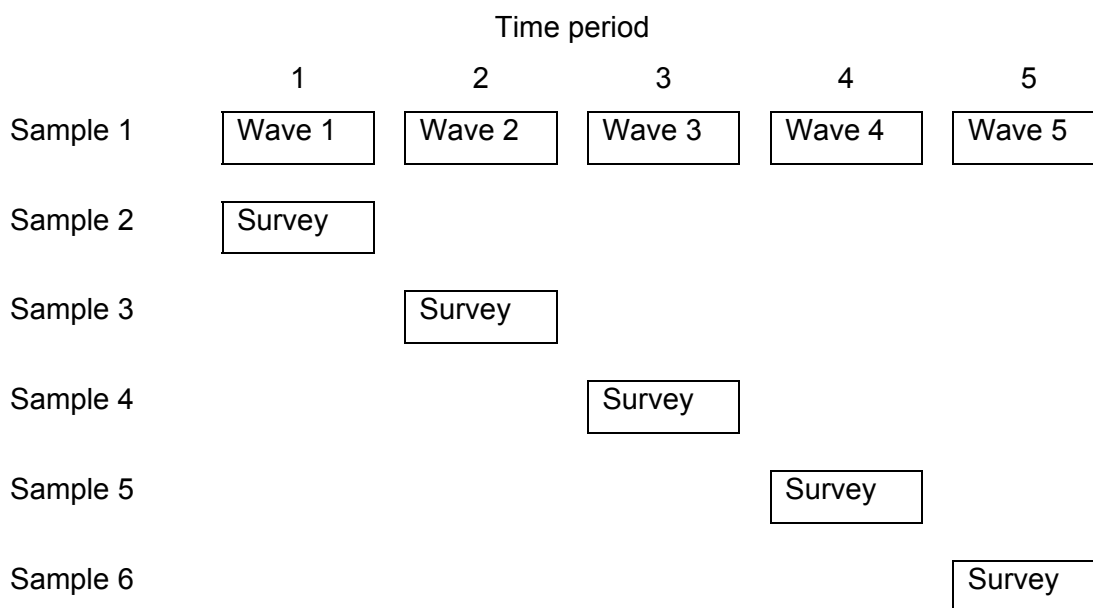 Time period
1 2 3 4 5
Sample 1 Wave 1 Wave 2 Wave 3 Wave 4 Wave 5
Sample 2 Survey
Sample 3 Survey
Sample 4 Survey
Sample 5 Survey
Sample 6 Survey